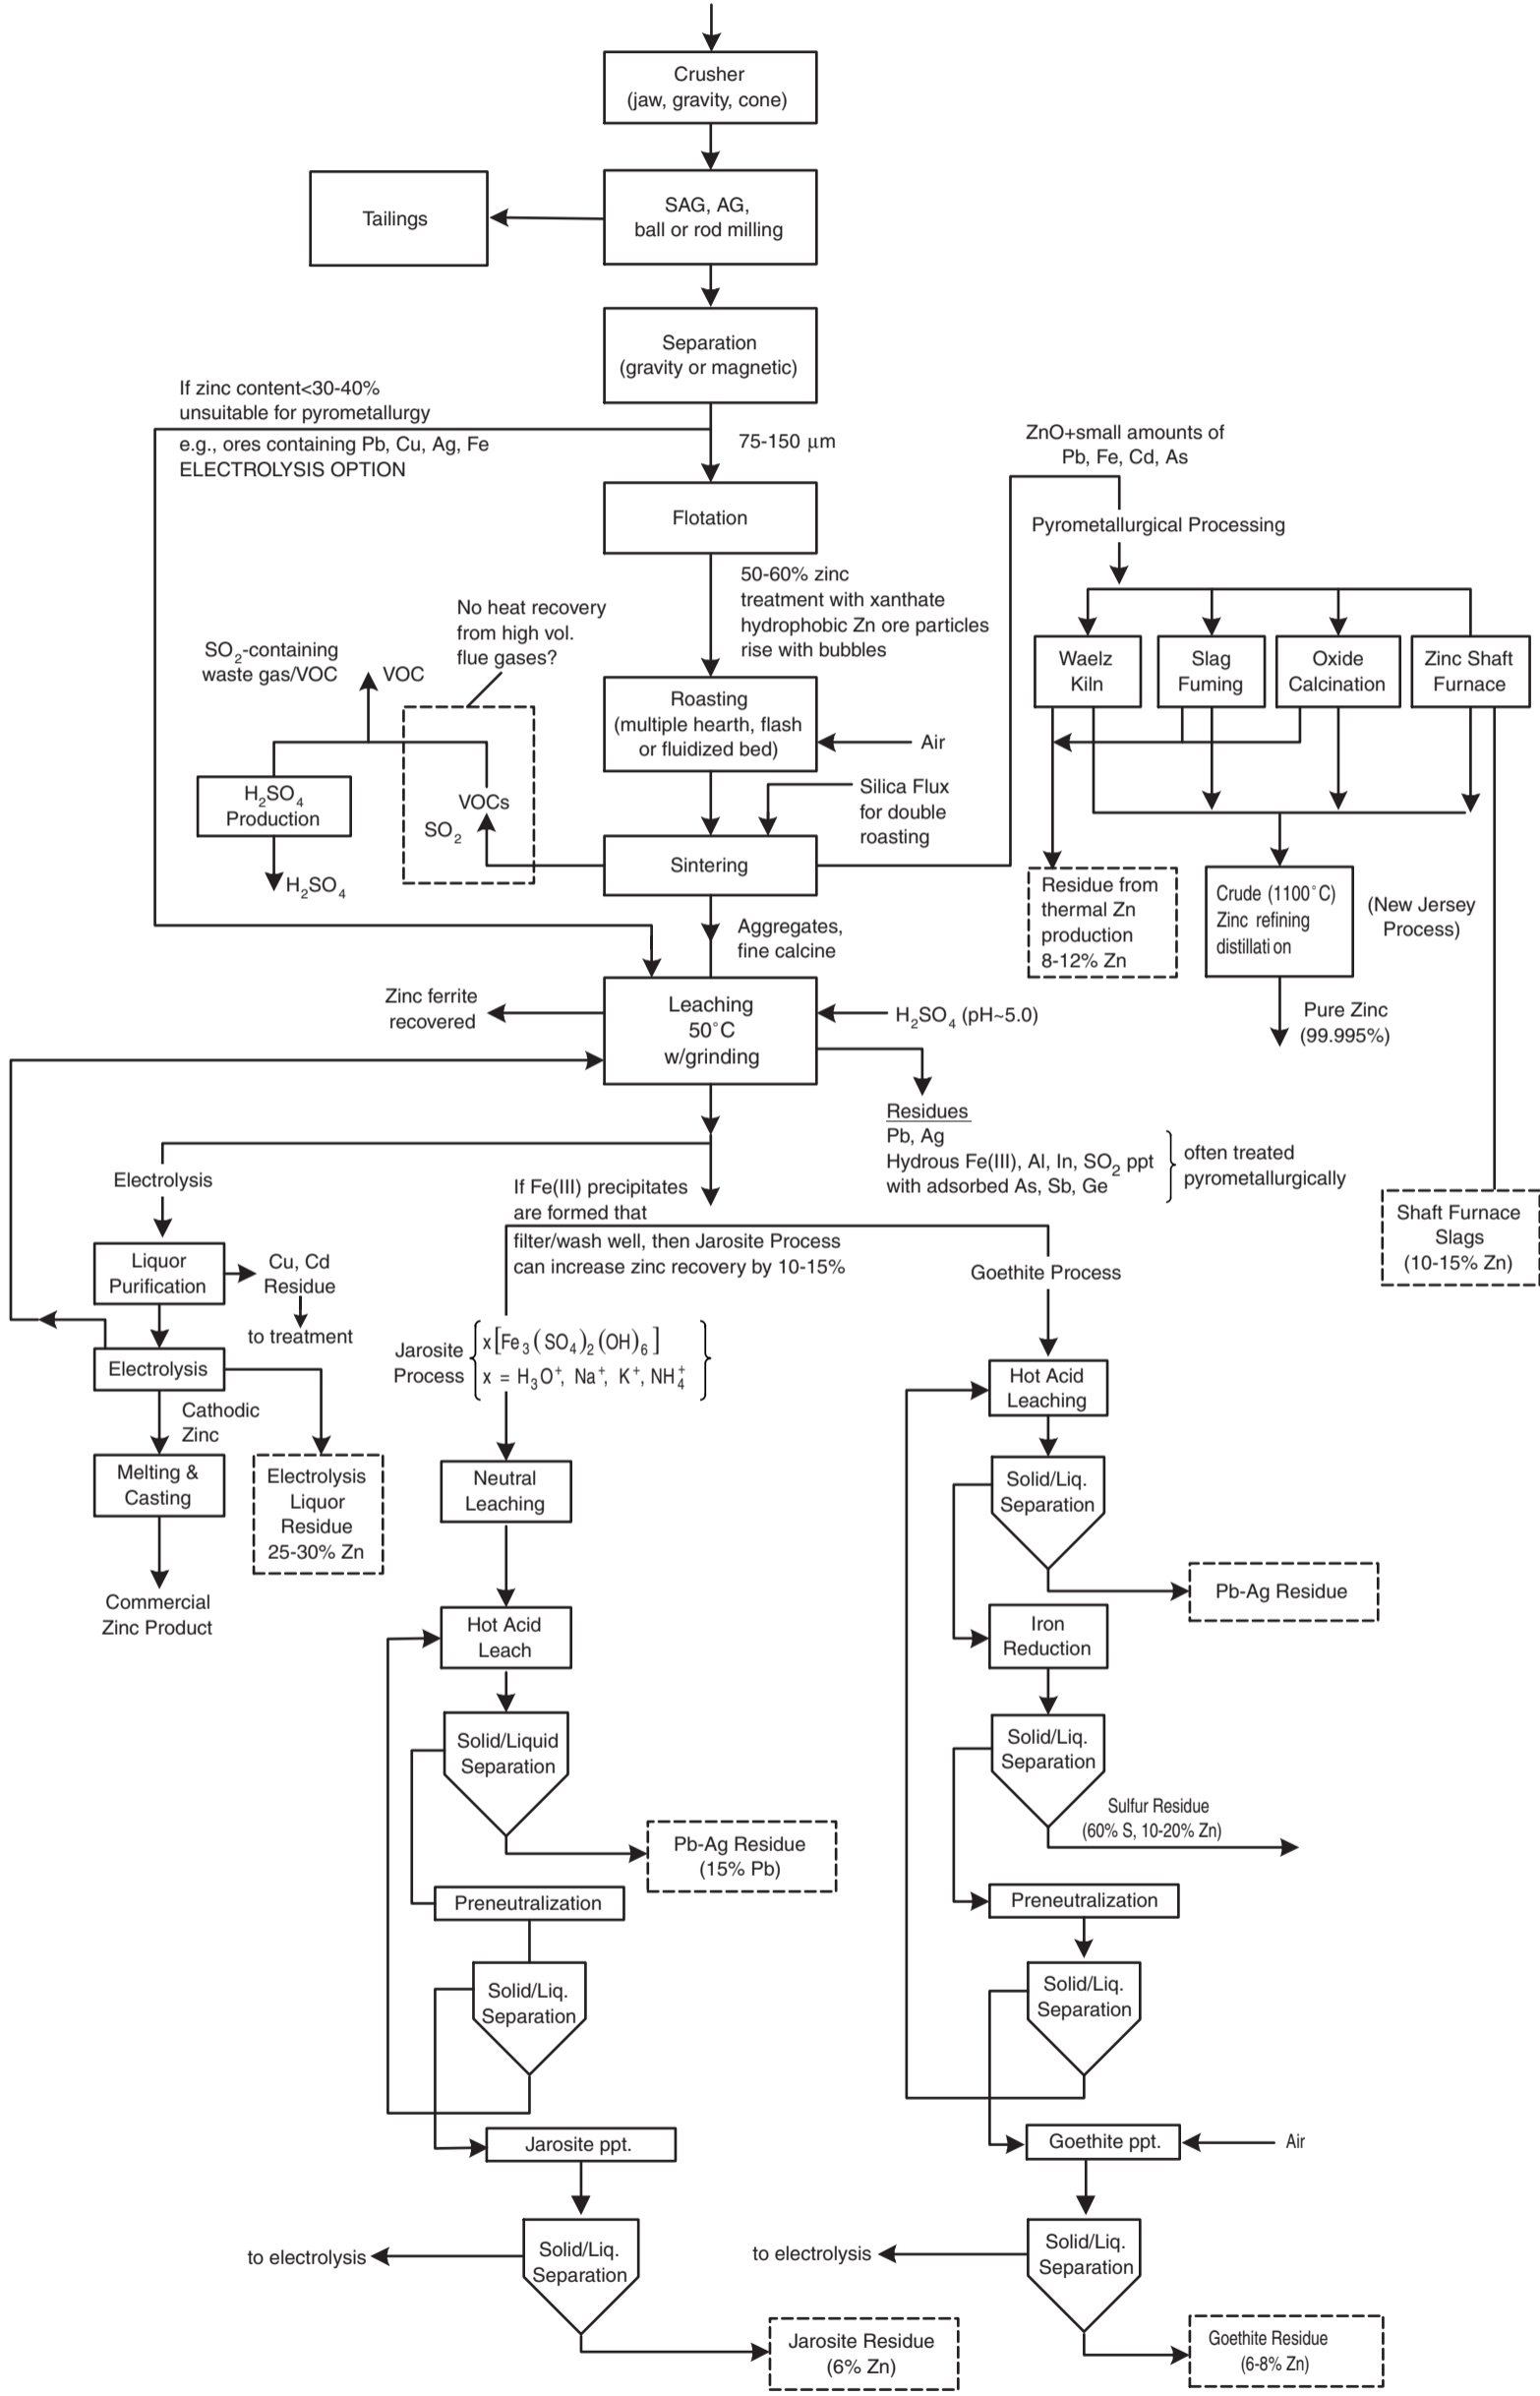 Crusher
(jaw, gravity, cone)
Tailings
SAG, AG,
ball or rod milling
Separation
(gravity or magnetic)
If zinc content<30-40%
unsuitable for pyrometallurgy
e.g., ores containing Pb, Cu, Ag, Fe
ELECTROLYSIS OPTION
75-150 μm
ZnO+small amounts of
Pb, Fe, Cd, As
Flotation
Pyrometallurgical Processing
50-60% zinc
treatment with xanthate
hydrophobic Zn ore particles
rise with bubbles
No heat recovery
from high vol.
flue gases?
SO2-containing
waste gas/VOC
VOC
Waelz
Kiln
Slag
Fuming
Oxide
Calcination
Zinc Shaft
Furnace
Roasting
(multiple hearth, flash
or fluidized bed)
Air
H2SO4
Production
VOCs
SO2
Silica Flux
for double
roasting
Sintering
H2SO4
Residue from
thermal Zn
production
8-12% Zn
Crude (1100°C)
Zinc refining
distillation
(New Jersey
Process)
Aggregates,
fine calcine
Zinc ferrite
recovered
Leaching
50°C
w/grinding
H2SO4 (pH~5.0)
Pure Zinc
(99.995%)
Residues
Pb, Ag
Hydrous Fe(III), Al, In, SO2 ppt
with adsorbed As, Sb, Ge
often treated
pyrometallurgically
Electrolysis
If Fe(III) precipitates
are formed that
filter/wash well, then Jarosite Process
can increase zinc recovery by 10-15%
Shaft Furnace
Slags
(10-15% Zn)
Liquor
Purification
Cu, Cd
Residue
to treatment
Goethite Process
Jarosite
Process
x[Fe3(SO4)2(OH)6]
x = H3O+, Na+, K+, NH4+
Electrolysis
Cathodic
Zinc
Hot Acid
Leaching
Melting &
Casting
Electrolysis
Liquor
Residue
25-30% Zn
Neutral
Leaching
Solid/Liq.
Separation
Commercial
Zinc Product
Pb-Ag Residue
Hot Acid
Leach
Iron
Reduction
Solid/Liquid
Separation
Solid/Liq.
Separation
Sulfur Residue
(60% S, 10-20% Zn)
Pb-Ag Residue
(15% Pb)
Preneutralization
Preneutralization
Solid/Liq.
Separation
Solid/Liq.
Separation
Jarosite ppt.
Goethite ppt.
Air
to electrolysis
Solid/Liq.
Separation
to electrolysis
Solid/Liq.
Separation
Jarosite Residue
(6% Zn)
Goethite Residue
(6-8% Zn)